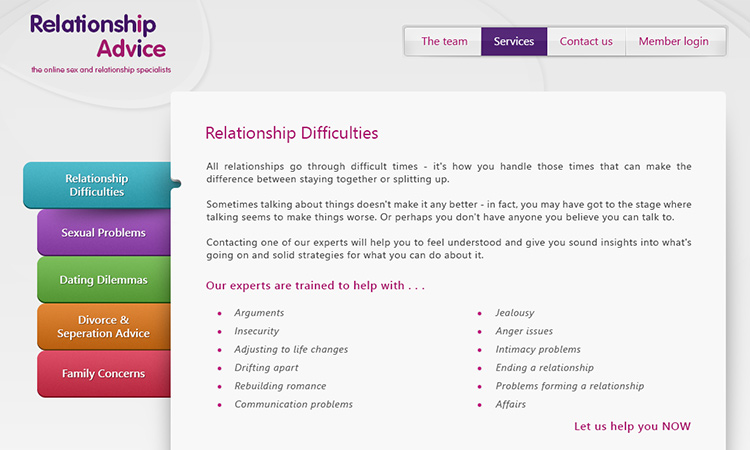 Relationship
Advice
the online sex and relationship specialists
The team
Services
Contact us
Member login
Relationship
Difficulties
Sexual Problems
Dating Dilemmas
Divorce &
Seperation Advice
Family Concerns
Relationship Difficulties
All relationships go through difficult times - it's how you handle those times that can make the
difference between staying together or splitting up.
Sometimes talking about things doesn't make it any better - in fact, you may have got to the stage where
talking seems to make things worse. Or perhaps you don't have anyone you believe you can talk to.
Contacting one of our experts will help you to feel understood and give you sound insights into what's
going on and solid strategies for what you can do about it.
Our experts are trained to help with . . .
Arguments
Insecurity
Adjusting to life changes
Drifting apart
Rebuilding romance
Communication problems
Jealousy
Anger issues
Intimacy problems
Ending a relationship
Problems forming a relationship
Affairs
Let us help you NOW